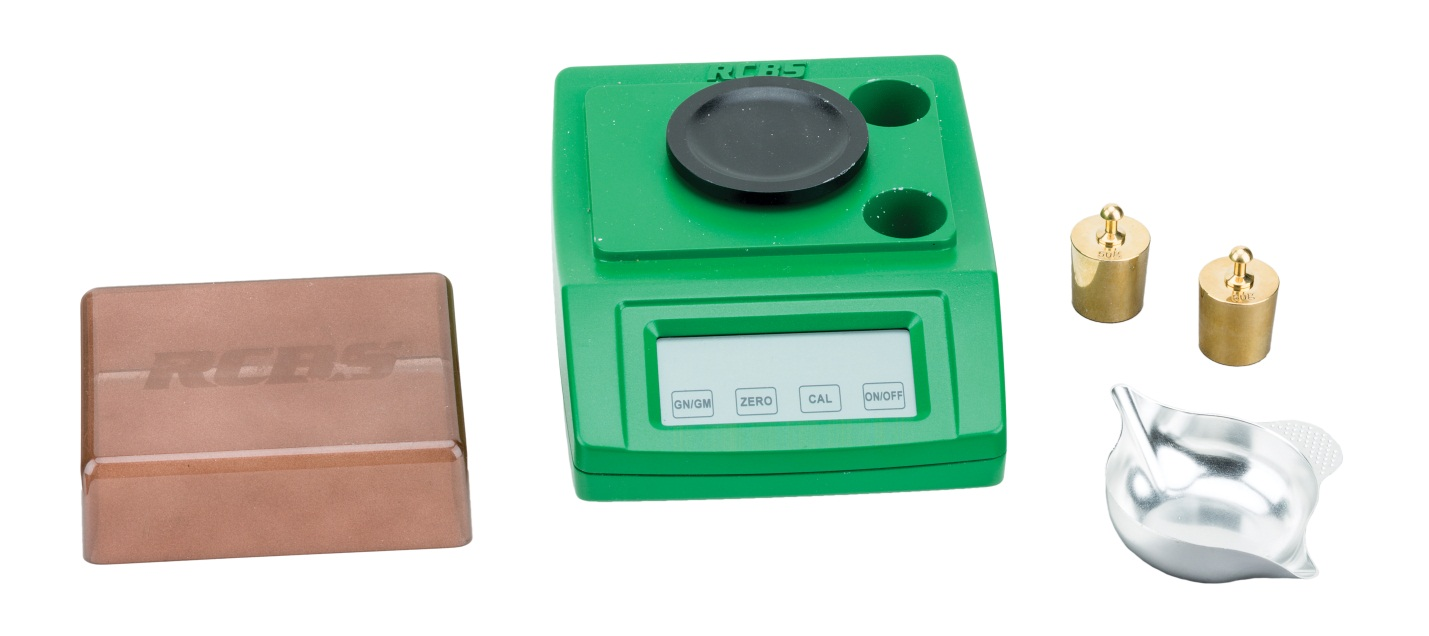 RCBS
RCBS
GN/GM
ZERO
CAL
ON/OFF